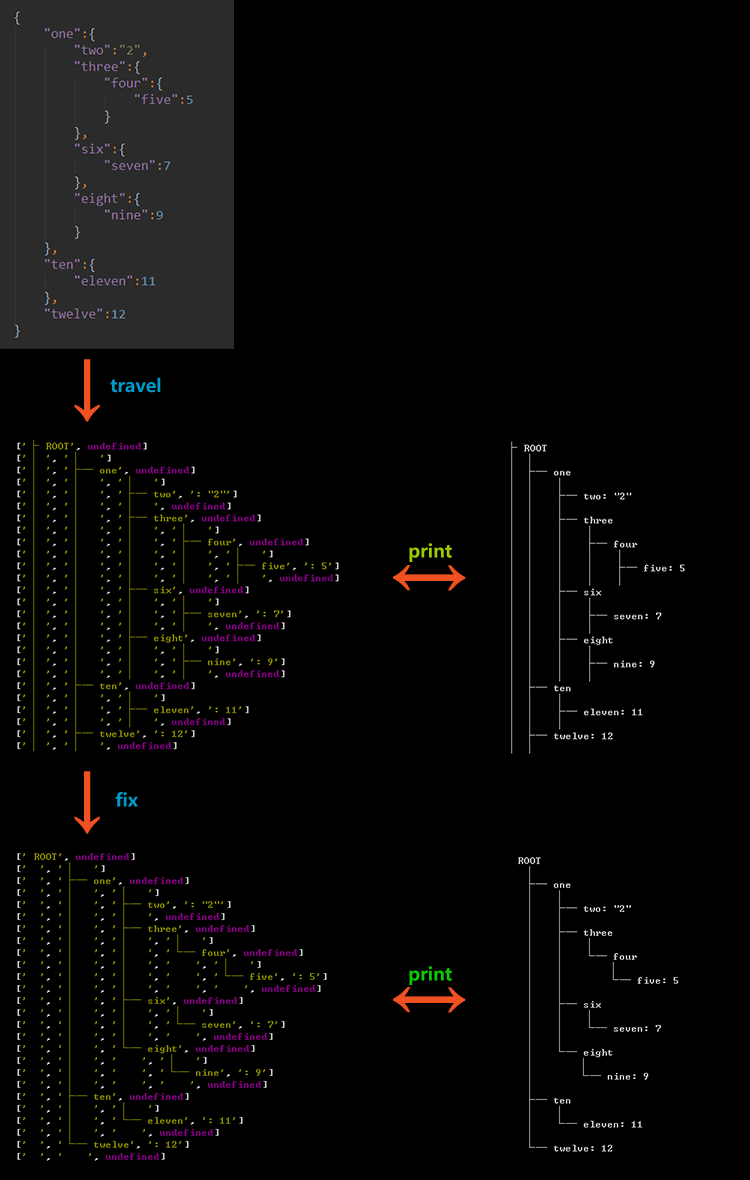 {
"one":{
"two":"2",
"three":{
"four":{
"five":5
}
},
"six":{
"seven":7
},
"eight":{
"nine":9
}
},
"ten":{
"eleven":11
},
"twelve":12
}
travel
[' ├ ROOT', undefined]
[' │ ', ' │ ', ' ']
[' │ ', ' ├── one', undefined]
[' │ ', ' │ ', ' │ ', ' ']
[' │ ', ' │ ', ' ├── two', ': "2"']
[' │ ', ' │ ', ' │ ', undefined]
[' │ ', ' │ ', ' ├── three', undefined]
[' │ ', ' │ ', ' │ ', ' │ ', ' ']
[' │ ', ' │ ', ' │ ', ' ├── four', undefined]
[' │ ', ' │ ', ' │ ', ' │ ', ' │ ', ' ']
[' │ ', ' │ ', ' │ ', ' │ ', ' ├── five', ': 5']
[' │ ', ' │ ', ' │ ', ' │ ', ' │ ', undefined]
[' │ ', ' │ ', ' ├── six', undefined]
[' │ ', ' │ ', ' │ ', ' │ ', ' ']
[' │ ', ' │ ', ' │ ', ' ├── seven', ': 7']
[' │ ', ' │ ', ' │ ', ' │ ', undefined]
[' │ ', ' │ ', ' ├── eight', undefined]
[' │ ', ' │ ', ' │ ', ' │ ', ' ']
[' │ ', ' │ ', ' │ ', ' ├── nine', ': 9']
[' │ ', ' │ ', ' │ ', ' │ ', undefined]
[' │ ', ' ├── ten', undefined]
[' │ ', ' │ ', ' │ ', ' ']
[' │ ', ' │ ', ' ├── eleven', ': 11']
[' │ ', ' │ ', ' │ ', undefined]
[' │ ', ' ├── twelve', ': 12']
[' │ ', ' │ ', undefined]
print
├ ROOT
├── one
├── two: "2"
├── three
├── four
├── five: 5
├── six
├── seven: 7
├── eight
├── nine: 9
├── ten
├── eleven: 11
├── twelve: 12
fix
[' ROOT', undefined]
[' ', ' │ ', ' ']
[' ', ' ├── one', undefined]
[' ', ' │ ', ' │ ', ' ']
[' ', ' │ ', ' ├── two', ': "2"']
[' ', ' │ ', ' │ ', undefined]
[' ', ' │ ', ' ├── three', undefined]
[' ', ' │ ', ' │ ', ' │ ', ' ']
[' ', ' │ ', ' │ ', ' └── four', undefined]
[' ', ' │ ', ' │ ', ' ', ' │ ', ' ']
[' ', ' │ ', ' │ ', ' ', ' └── five', ': 5']
[' ', ' │ ', ' │ ', ' ', ' ', undefined]
[' ', ' │ ', ' ├── six', undefined]
[' ', ' │ ', ' │ ', ' │ ', ' ']
[' ', ' │ ', ' │ ', ' └── seven', ': 7']
[' ', ' │ ', ' │ ', ' ', undefined]
[' ', ' │ ', ' └── eight', undefined]
[' ', ' │ ', ' ', ' │ ', ' ']
[' ', ' │ ', ' ', ' └── nine', ': 9']
[' ', ' │ ', ' ', ' ', undefined]
[' ', ' ├── ten', undefined]
[' ', ' │ ', ' │ ', ' ']
[' ', ' │ ', ' └── eleven', ': 11']
[' ', ' │ ', ' ', undefined]
[' ', ' └── twelve', ': 12']
[' ', ' ', undefined]
print
ROOT
├── one
├── two: "2"
├── three
└── four
└── five: 5
├── six
└── seven: 7
└── eight
└── nine: 9
├── ten
└── eleven: 11
└── twelve: 12